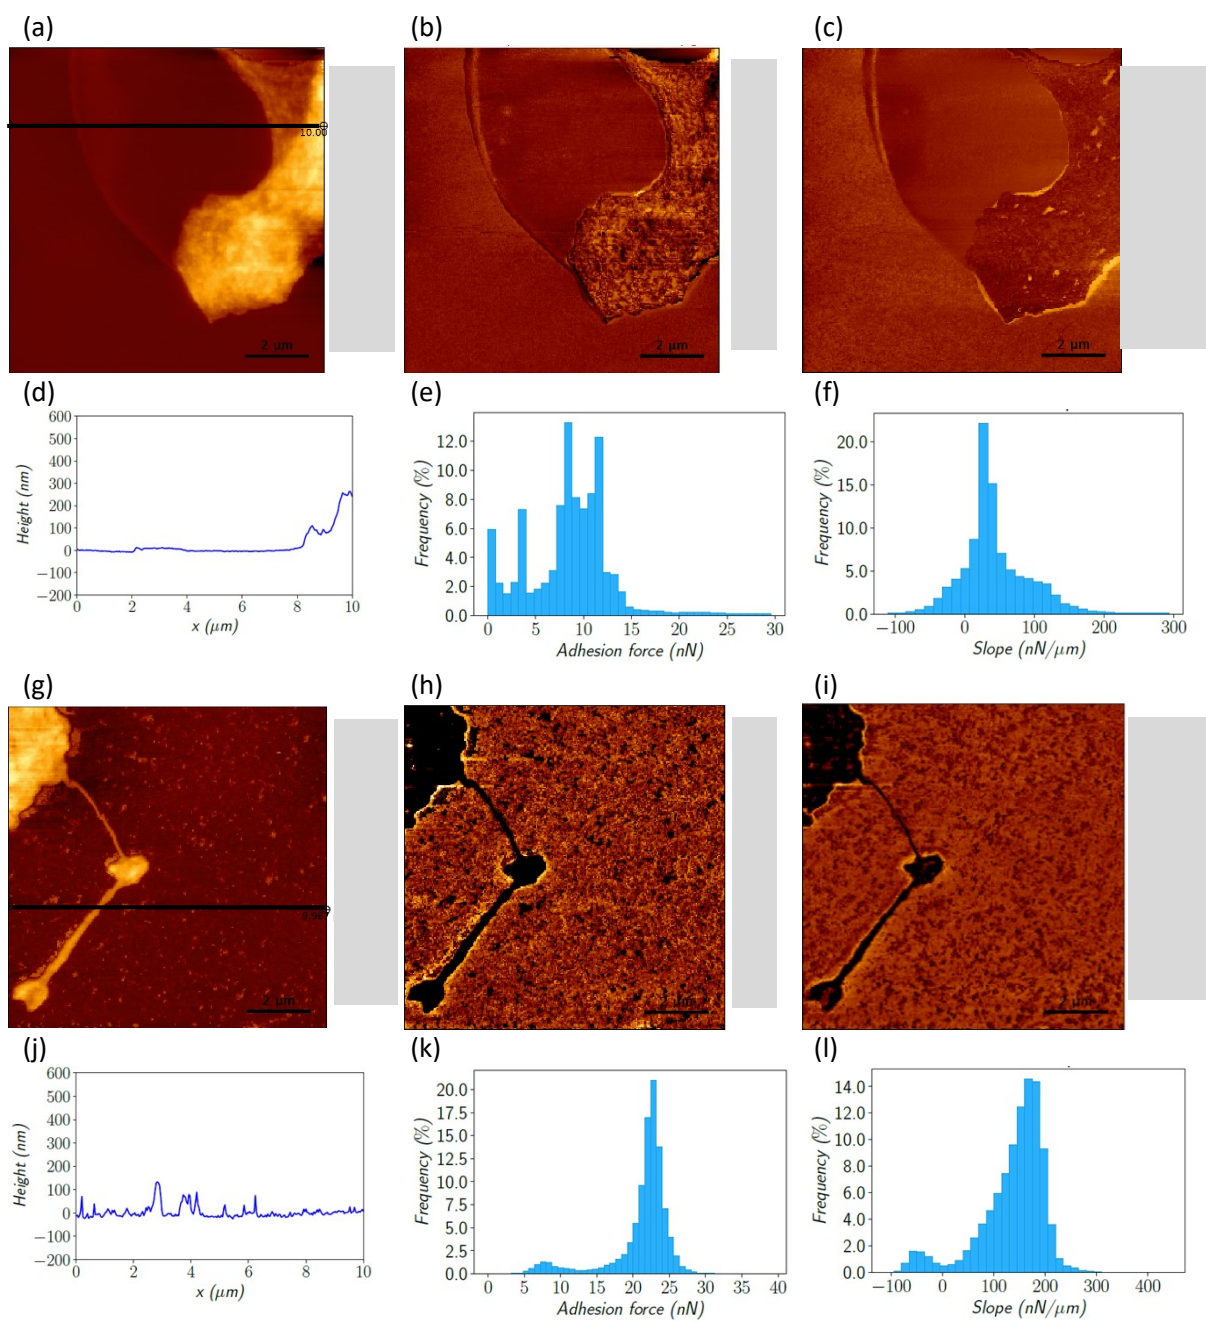 (a)
(b)
(c)
10.00
2 μm
2 μm
2 μm
(d)
(e)
(f)
600
500
400
300
200
100
0
−100
−200
0 2 4 6 8 10
Height (nm)
x (μm)
12.0
10.0
8.0
6.0
4.0
2.0
0.0
0 5 10 15 20 25 30
Frequency (%)
Adhesion force (nN)
20.0
15.0
10.0
5.0
0.0
−100 0 100 200 300
Frequency (%)
Slope (nN/μm)
(g)
(h)
(i)
2 μm
2 μm
2 μm
(j)
(k)
(l)
600
500
400
300
200
100
0
−100
−200
0 2 4 6 8 10
Height (nm)
x (μm)
20.0
17.5
15.0
12.5
10.0
7.5
5.0
2.5
0.0
0 5 10 15 20 25 30 35 40
Frequency (%)
Adhesion force (nN)
14.0
12.0
10.0
8.0
6.0
4.0
2.0
0.0
−100 0 100 200 300 400
Frequency (%)
Slope (nN/μm)